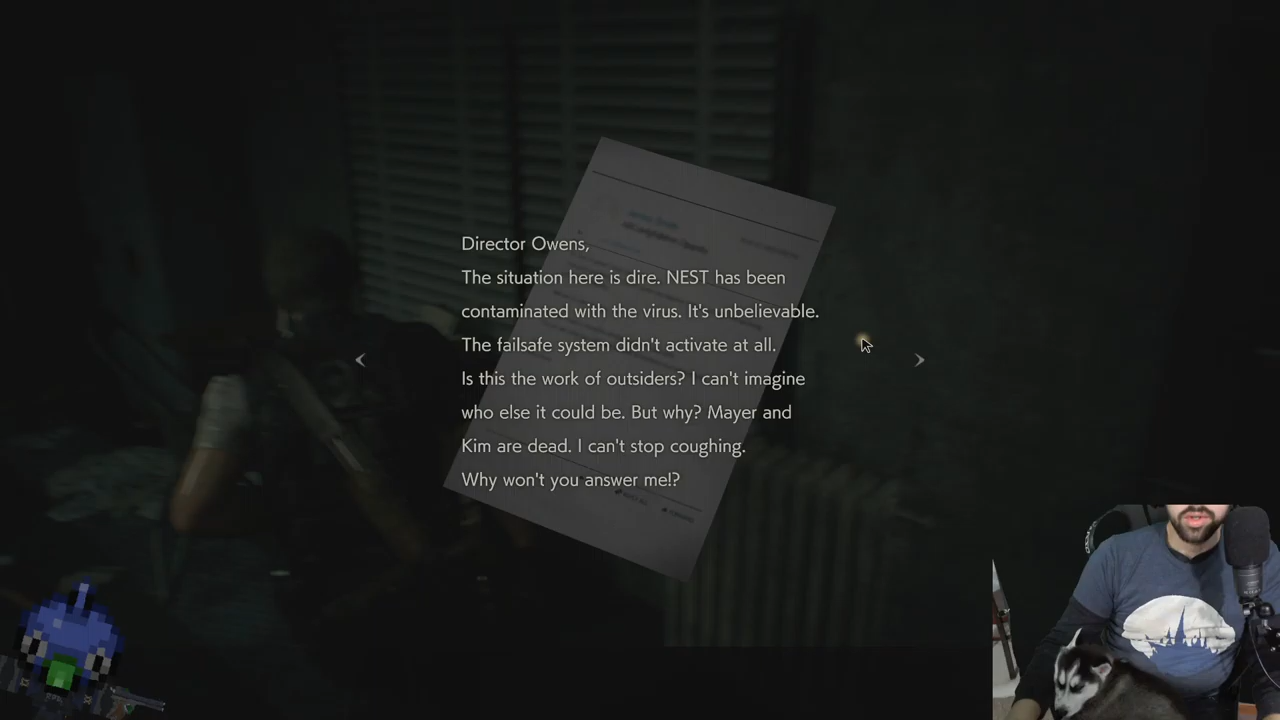 Director Owens,
The situation here is dire. NEST has been
contaminated with the virus. It's unbelievable.
The failsafe system didn't activate at all.
Is this the work of outsiders? I can't imagine
who else it could be. But why? Mayer and
Kim are dead. I can't stop coughing.
Why won't you answer me!?